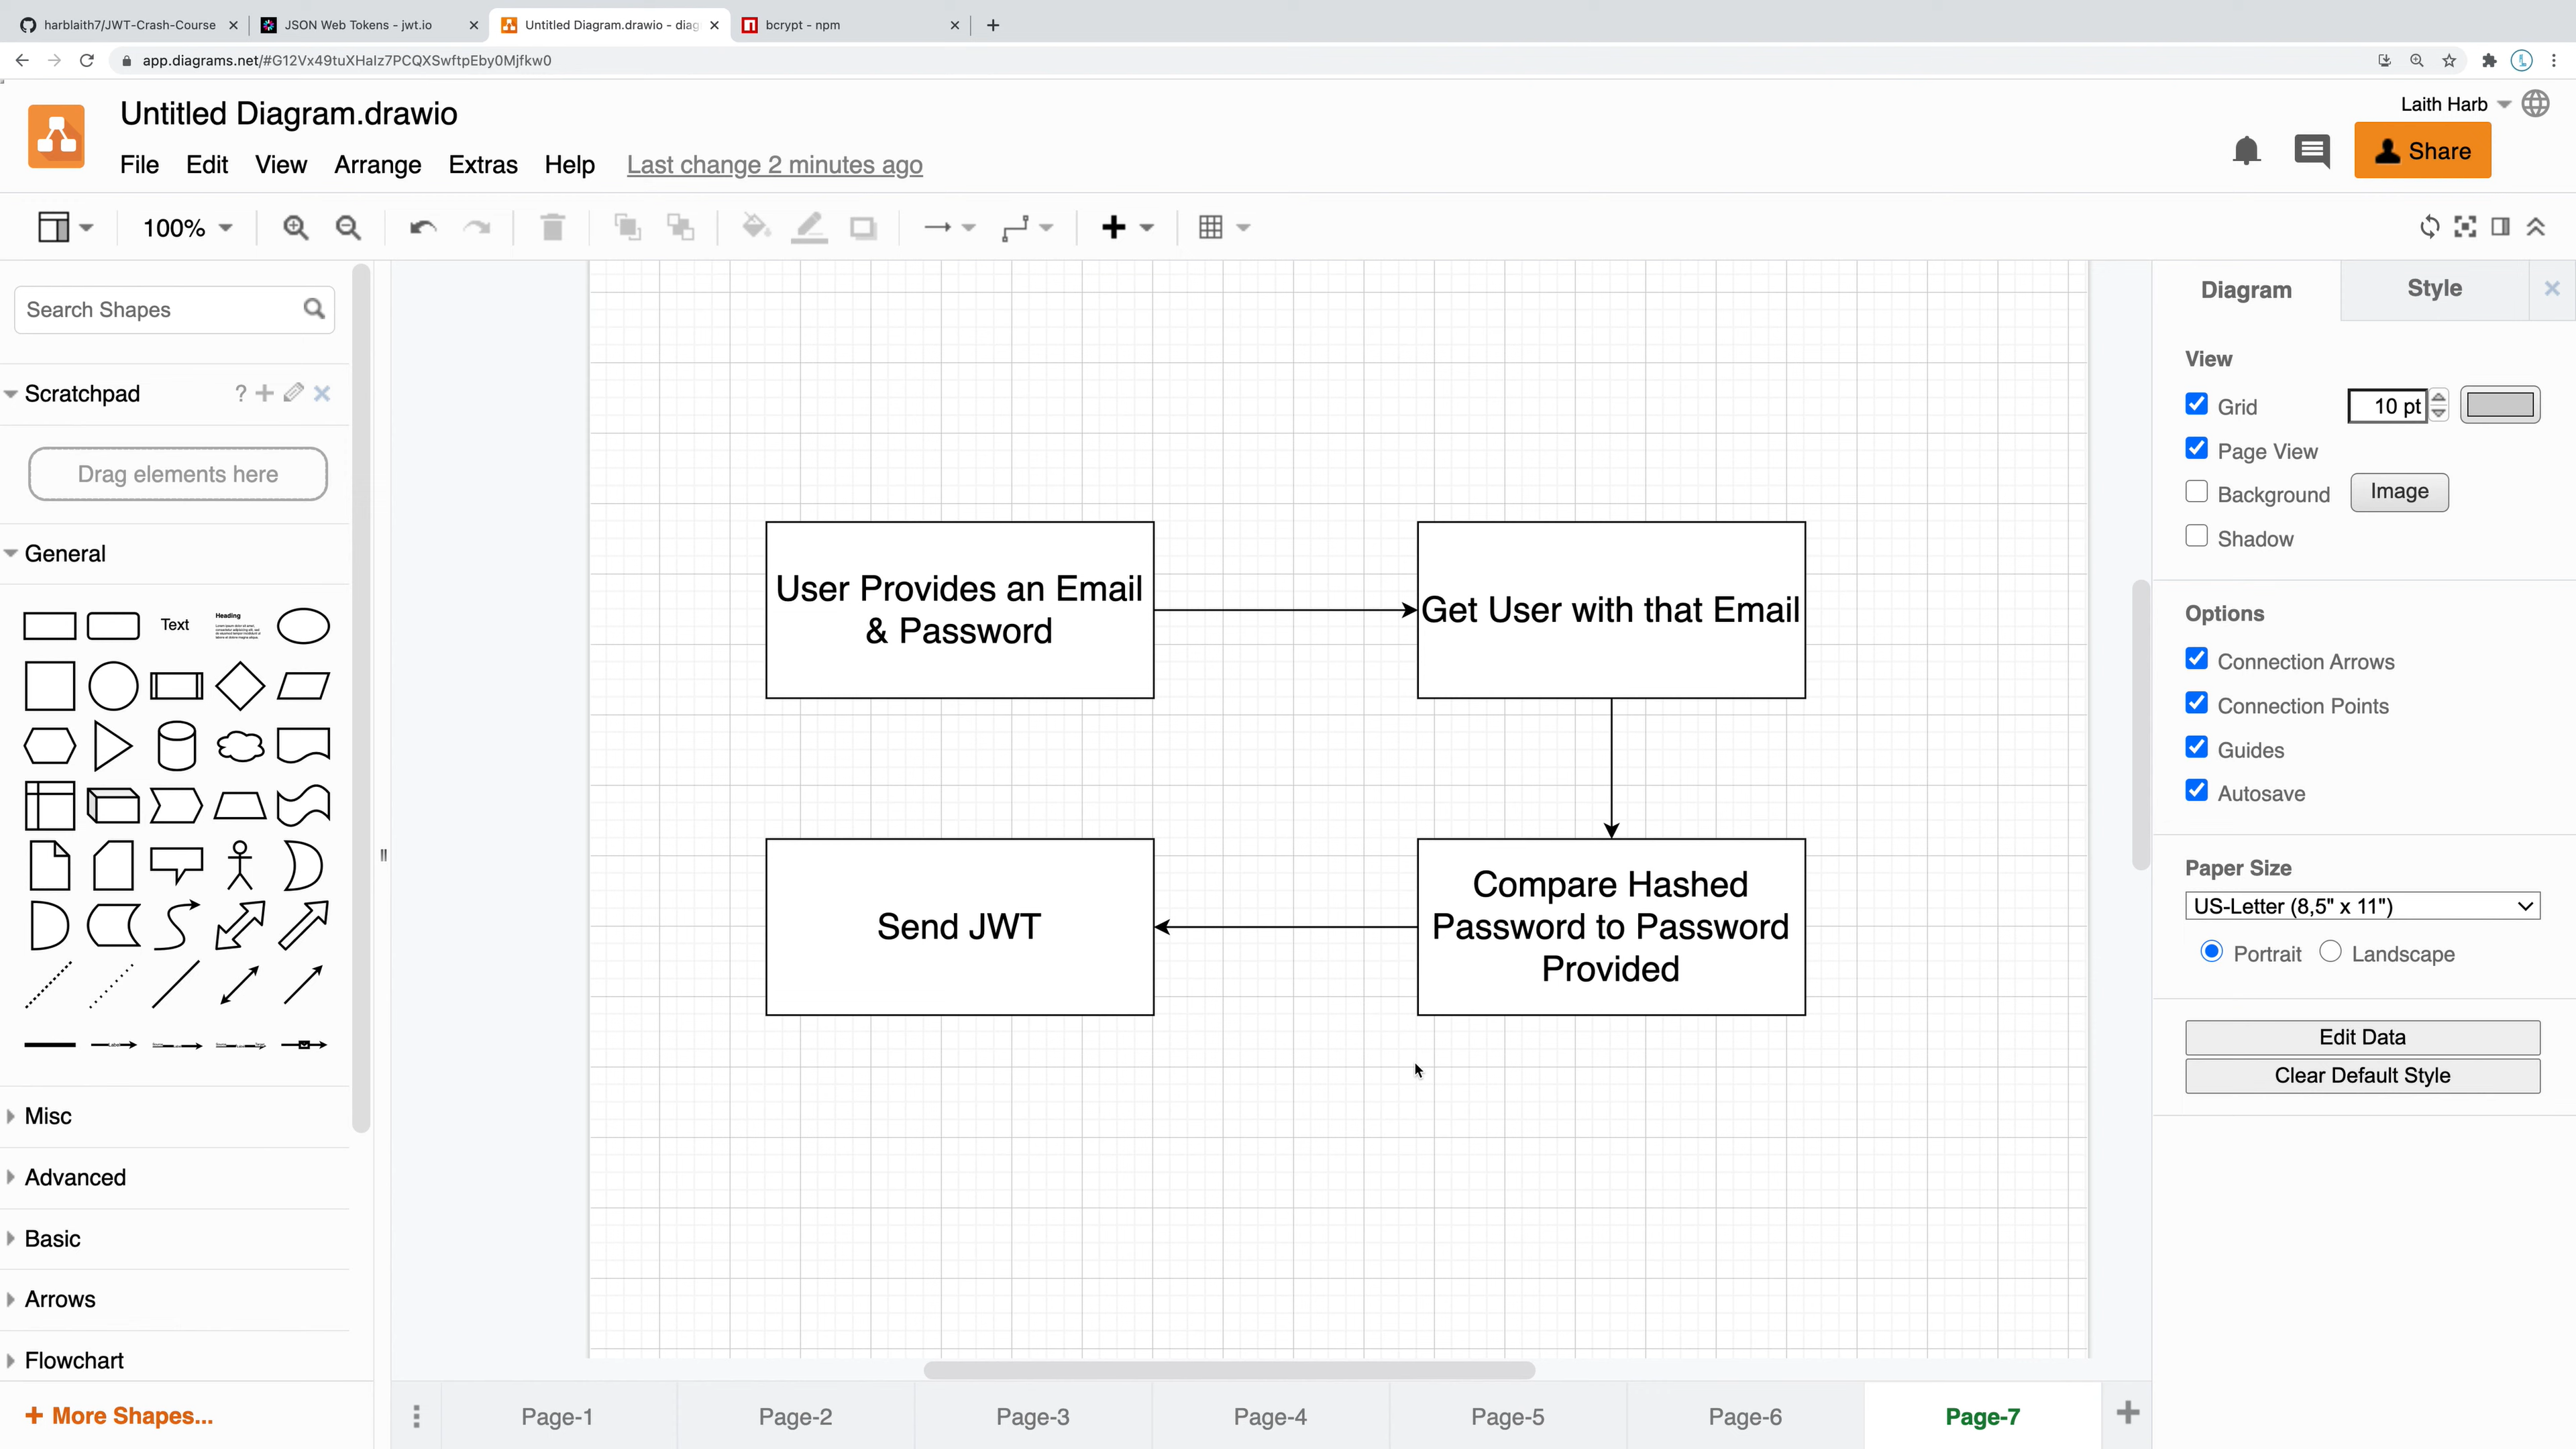 harblaith7/JWT-Crash-Course
JSON Web Tokens - jwt.io
Untitled Diagram.drawio - diag
bcrypt - npm
app.diagrams.net/#G12Vx49tuXHalz7PCQXSwftpEby0Mjfkw0
Untitled Diagram.drawio
Laith Harb
File Edit View Arrange Extras Help Last change 2 minutes ago
Share
100%
Search Shapes
Scratchpad
?
Drag elements here
General
Text
Heading
Misc
Advanced
Basic
Arrows
Flowchart
+ More Shapes...
User Provides an Email
& Password
Get User with that Email
Compare Hashed
Password to Password
Provided
Send JWT
Page-1
Page-2
Page-3
Page-4
Page-5
Page-6
Page-7
Diagram
Style
View
Grid
10 pt
Page View
Background
Image
Shadow
Options
Connection Arrows
Connection Points
Guides
Autosave
Paper Size
US-Letter (8,5" x 11")
Portrait
Landscape
Edit Data
Clear Default Style